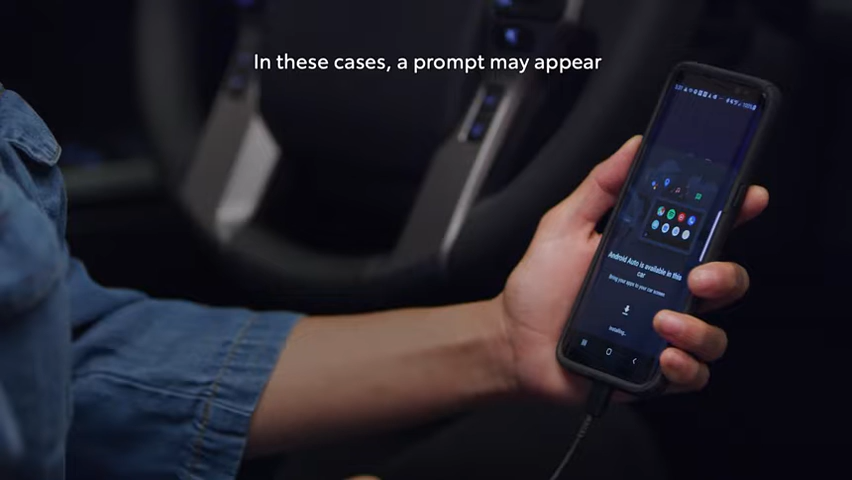 In these cases, a prompt may appear
Android Auto is available in this
car
Bring your apps to your car screen
Installing...